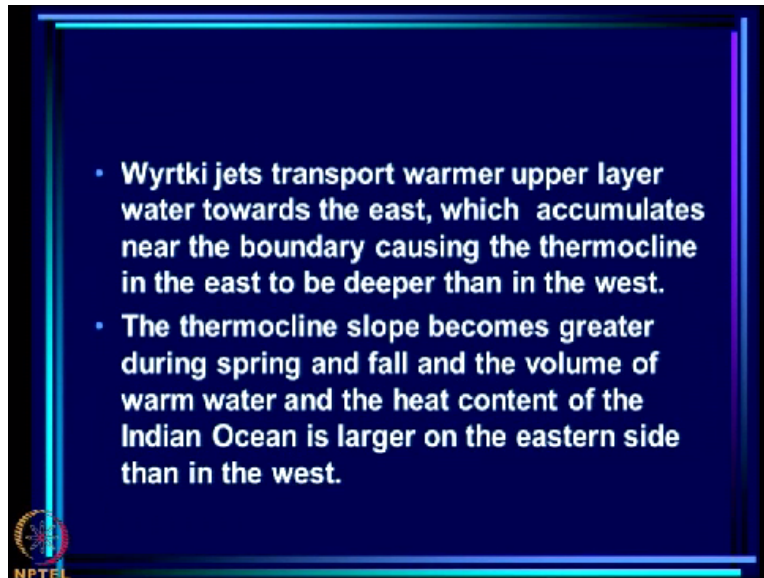 • Wyrtki jets transport warmer upper layer
water towards the east, which accumulates
near the boundary causing the thermocline
in the east to be deeper than in the west.
• The thermocline slope becomes greater
during spring and fall and the volume of
warm water and the heat content of the
Indian Ocean is larger on the eastern side
than in the west.
NPTEL